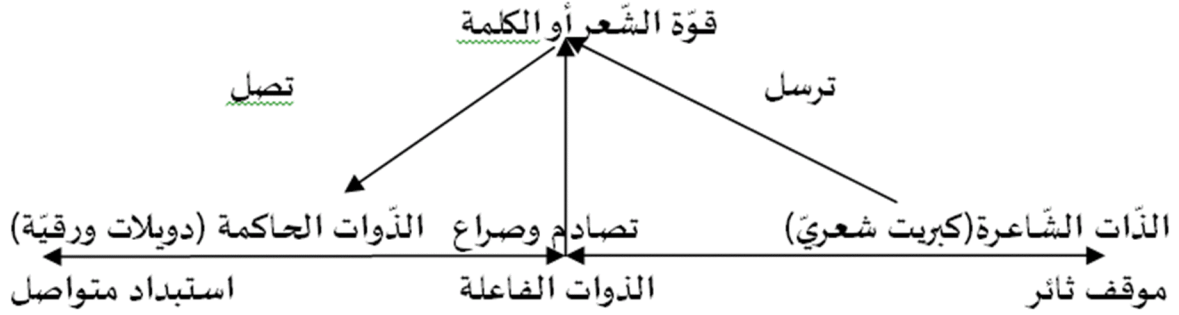 قوّة الشّعر أو الكلمة
ترسل
تصل
الذّات الشّاعرة(كبريت شعريّ) تصادم وصراع الذّوات الحاكمة (دويلات ورقيّة)
موقف ثائر الذوات الفاعلة استبداد متواصل